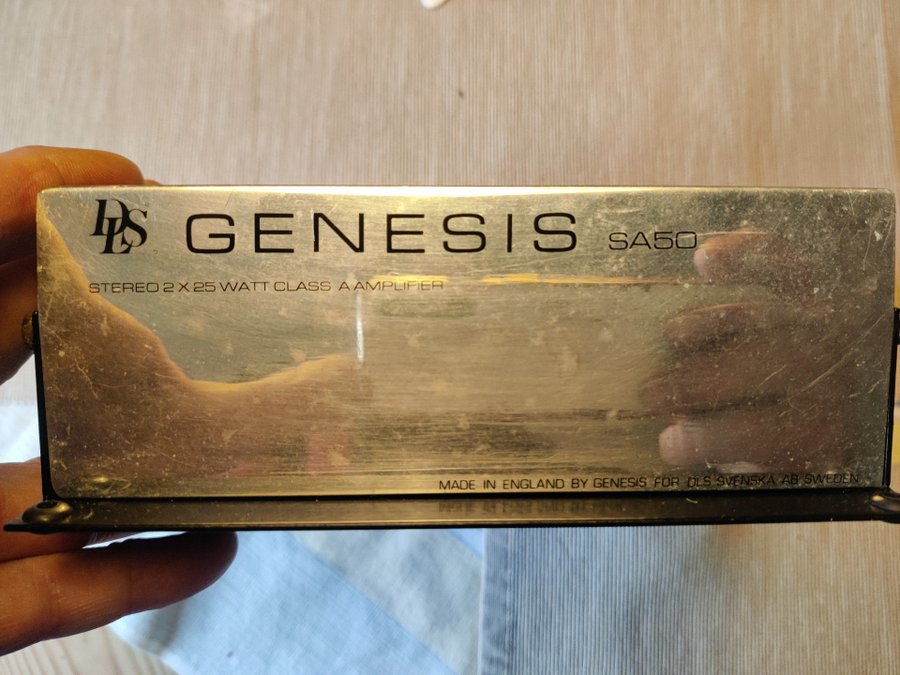 DLS GENESIS SA50
STEREO 2 X 25 WATT CLASS A AMPLIFIER
MADE IN ENGLAND BY GENESIS FOR DLS SVENSKA AB SWEDEN